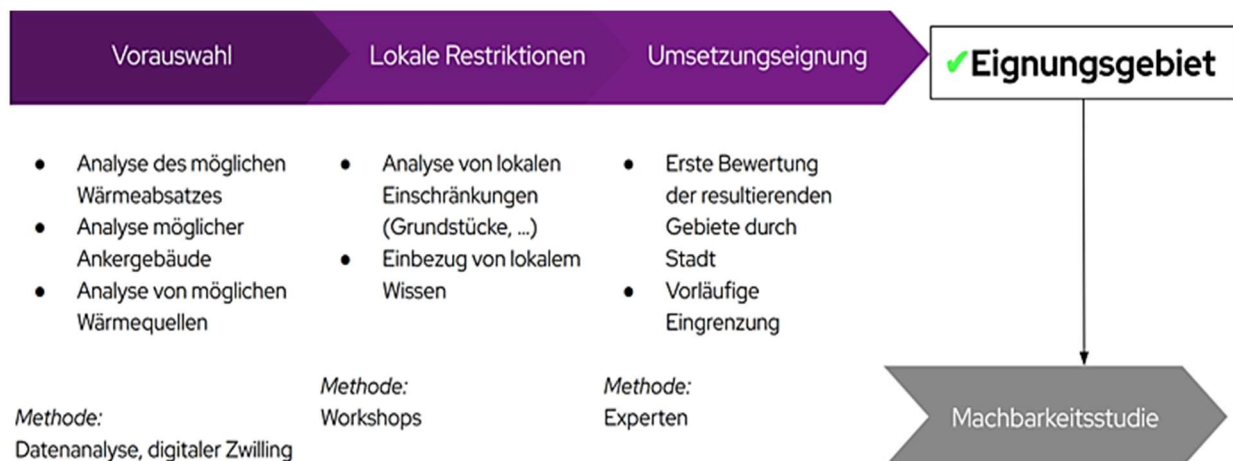 Vorauswahl
Lokale Restriktionen
Umsetzungseignung
✔Eignungsgebiet
● Analyse des möglichen
Wärmeabsatzes
● Analyse möglicher
Ankergebäude
● Analyse von möglichen
Wärmequellen
Methode:
Datenanalyse, digitaler Zwilling
● Analyse von lokalen
Einschränkungen
(Grundstücke, ...)
● Einbezug von lokalem
Wissen
Methode:
Workshops
● Erste Bewertung
der resultierenden
Gebiete durch
Stadt
● Vorläufige
Eingrenzung
Methode:
Experten
Machbarkeitsstudie